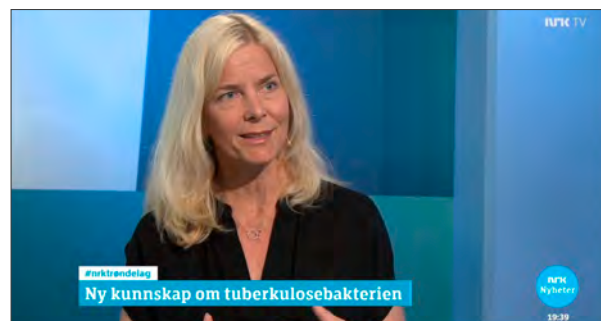 NRK TV
#nrktrøndelag
Ny kunnskap om tuberkulosebakterien
NRK
Nyheter
19:39